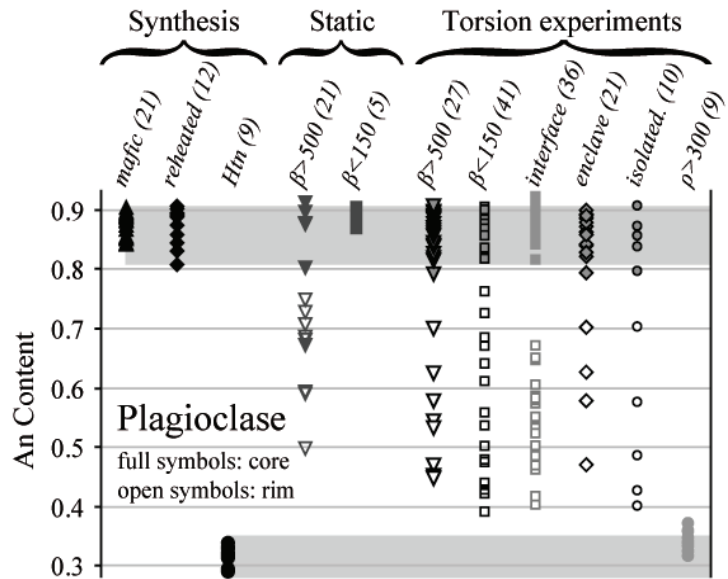 Synthesis Static Torsion experiments
mafic (21) reheated (12) Htn (9) β>500 (21) β<150 (5) β>500 (27) β<150 (41) interface (36) enclave (21) isolated. (10) ρ>300 (9)
0.9
0.8
0.7
0.6
0.5
0.4
0.3
An Content
Plagioclase
full symbols: core
open symbols: rim